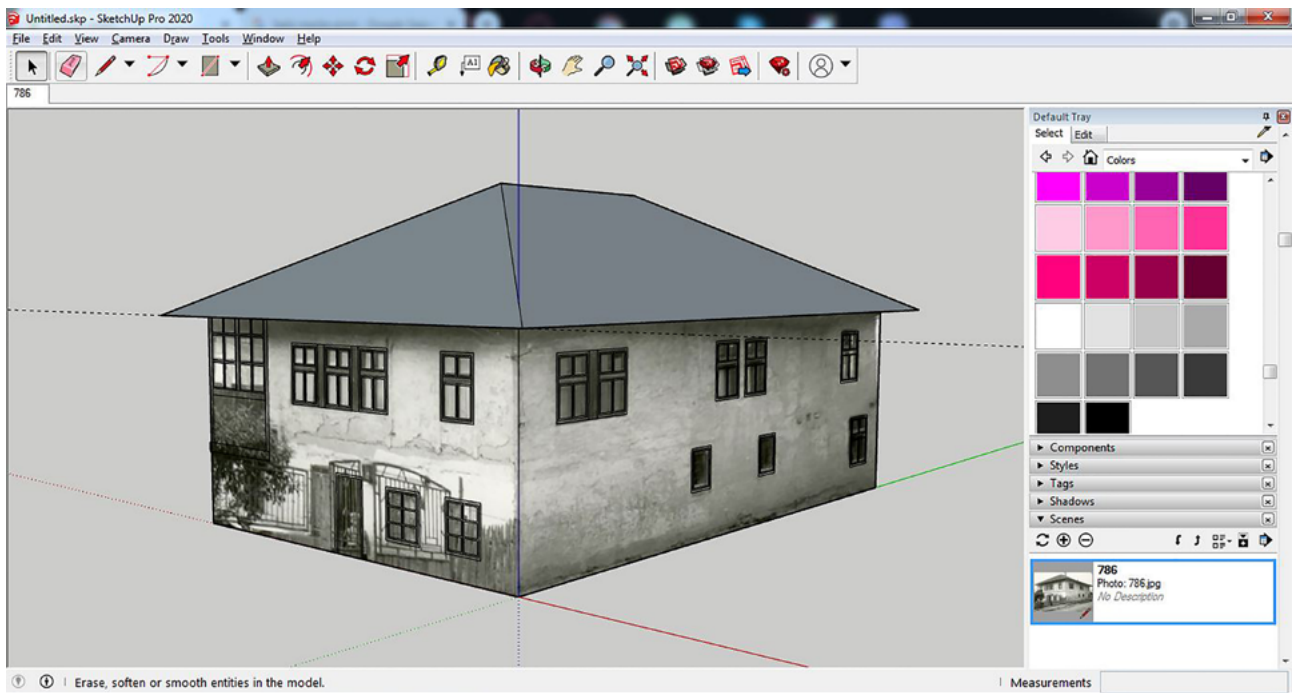 Untitled.skp - SketchUp Pro 2020
File Edit View Camera Draw Tools Window Help
A1
786
Default Tray
Select Edit
Colors
Components
Styles
Tags
Shadows
Scenes
786
Photo: 786.jpg
No Description
Erase, soften or smooth entities in the model.
Measurements